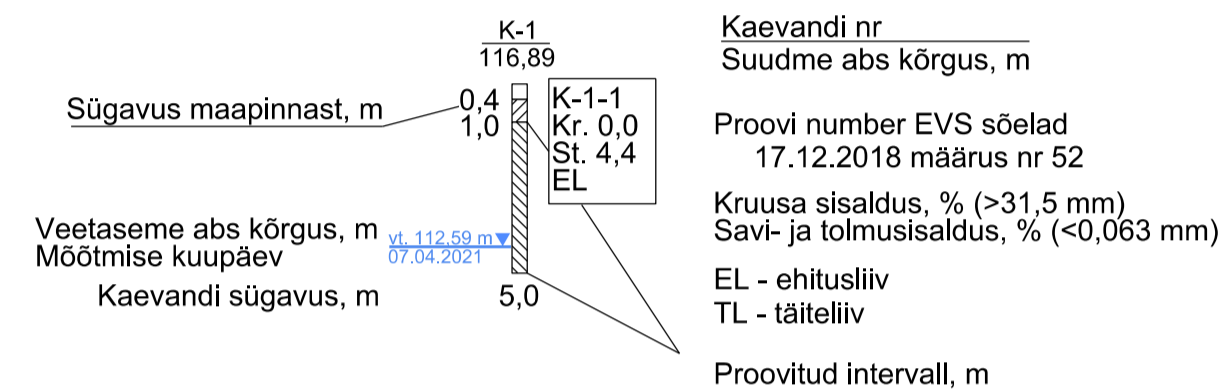 K-1
116,89
Kaevandi nr
Suudme abs kõrgus, m
Sügavus maapinnast, m
0,4
1,0
K-1-1
Kr. 0,0
St. 4,4
EL
Proovi number EVS sõelad
17.12.2018 määrus nr 52
Kruusa sisaldus, % (>31,5 mm)
Savi- ja tolmusisaldus, % (<0,063 mm)
Veetaseme abs kõrgus, m
Mõõtmise kuupäev
vt. 112,59 m
07.04.2021
EL - ehitusliiv
TL - täiteliiv
Kaevandi sügavus, m
5,0
Proovitud intervall, m